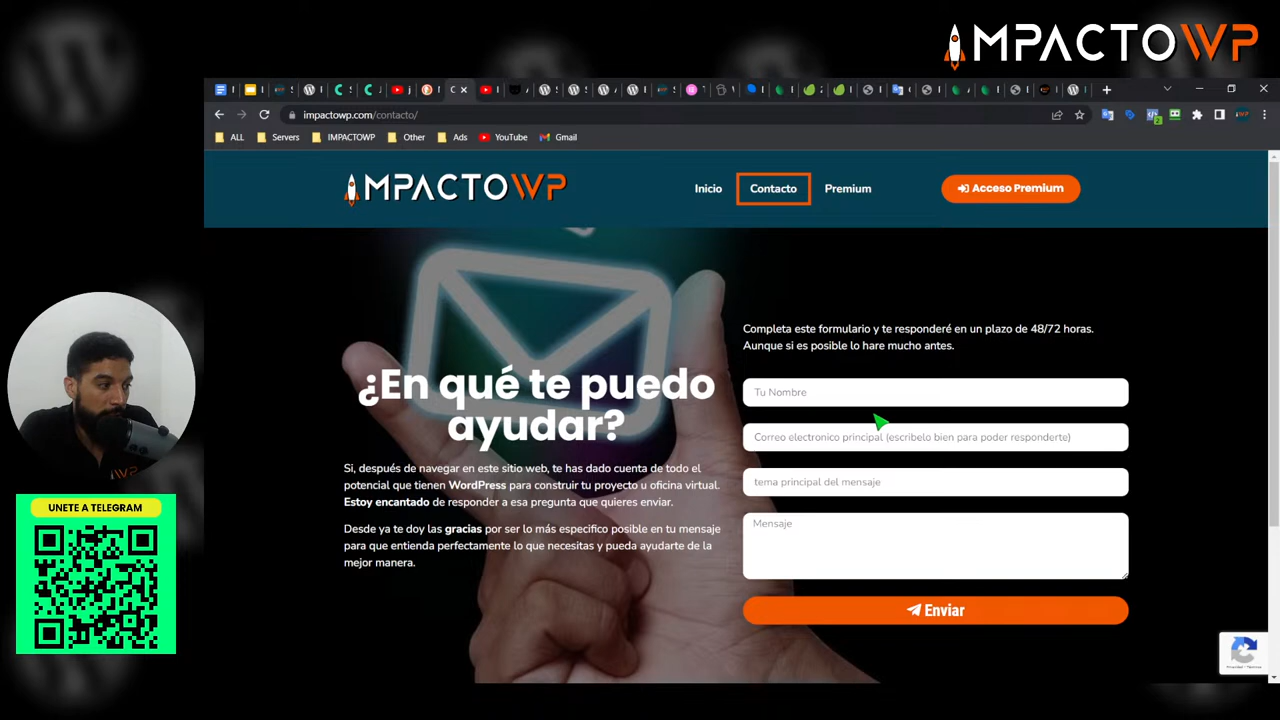 IMPACTOWP
impactowp.com/contacto/
ALL
Servers
IMPACTOWP
Other
Ads
YouTube
Gmail
IMPACTOWP
Inicio
Contacto
Premium
Acceso Premium
¿En qué te puedo
ayudar?
Si, después de navegar en este sitio web, te has dado cuenta de todo el
potencial que tienen WordPress para construir tu proyecto u oficina virtual.
Estoy encantado de responder a esa pregunta que quieres enviar.
Desde ya te doy las gracias por ser lo más especifico posible en tu mensaje
para que entienda perfectamente lo que necesitas y pueda ayudarte de la
mejor manera.
Completa este formulario y te responderé en un plazo de 48/72 horas.
Aunque si es posible lo hare mucho antes.
Tu Nombre
Correo electronico principal (escribelo bien para poder responderte)
tema principal del mensaje
Mensaje
Enviar
UNETE A TELEGRAM